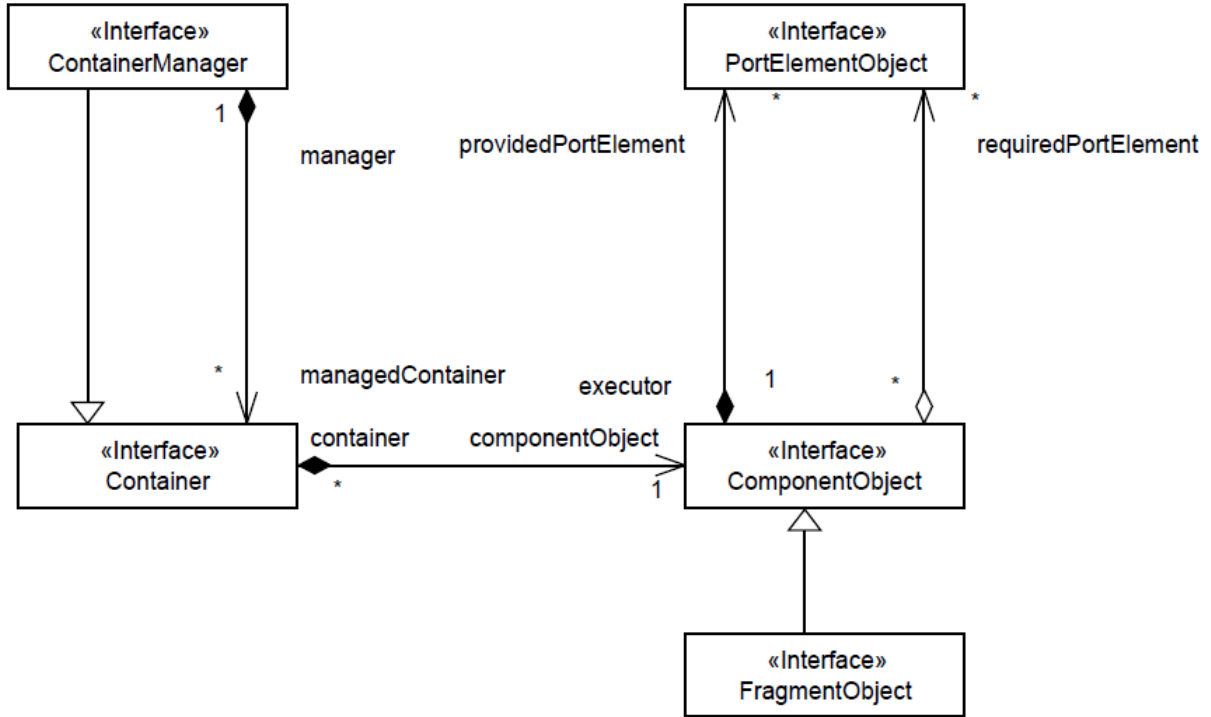 «Interface»
ContainerManager
«Interface»
PortElementObject
1
*
*
manager
providedPortElement
requiredPortElement
*
managedContainer
executor
1
*
«Interface»
Container
container
componentObject
*
1
«Interface»
ComponentObject
«Interface»
FragmentObject